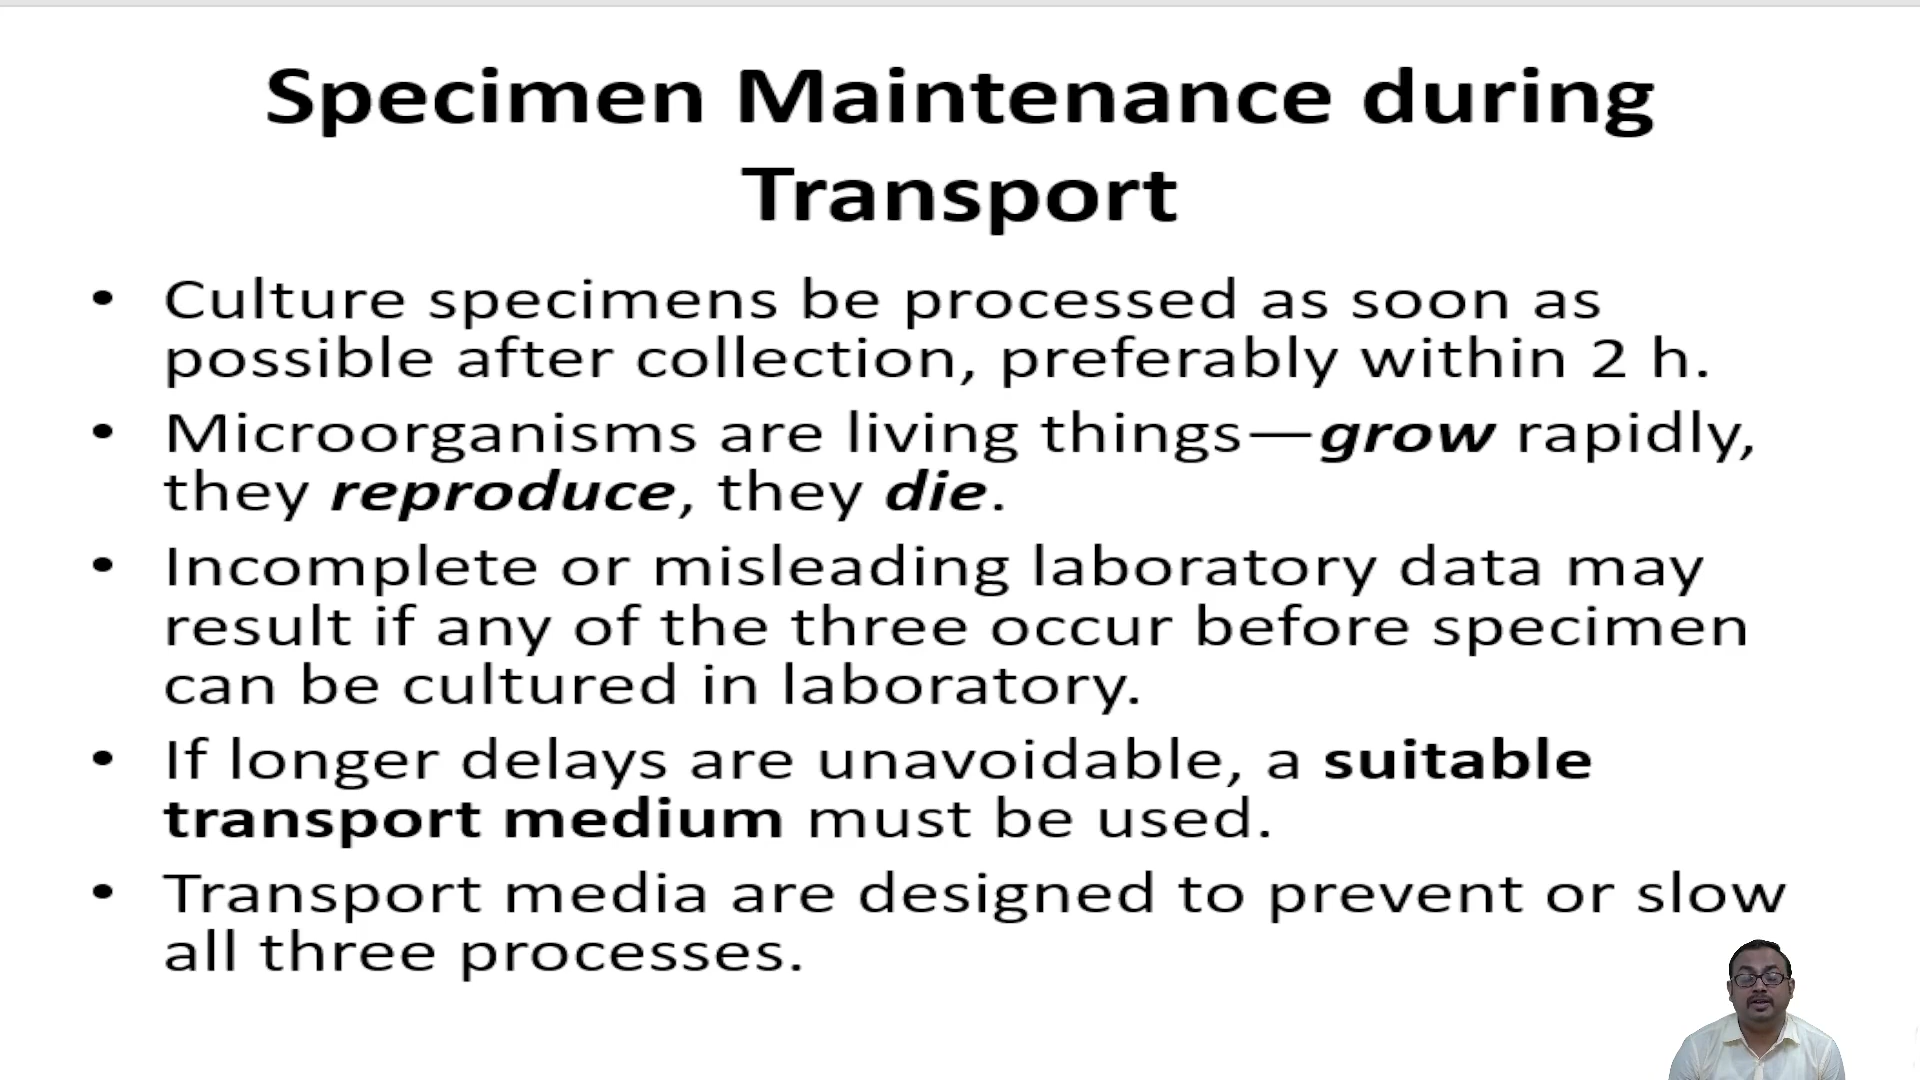 Specimen Maintenance during
Transport
• Culture specimens be processed as soon as
possible after collection, preferably within 2 h.
• Microorganisms are living things—grow rapidly,
they reproduce, they die.
• Incomplete or misleading laboratory data may
result if any of the three occur before specimen
can be cultured in laboratory.
• If longer delays are unavoidable, a suitable
transport medium must be used.
• Transport media are designed to prevent or slow
all three processes.